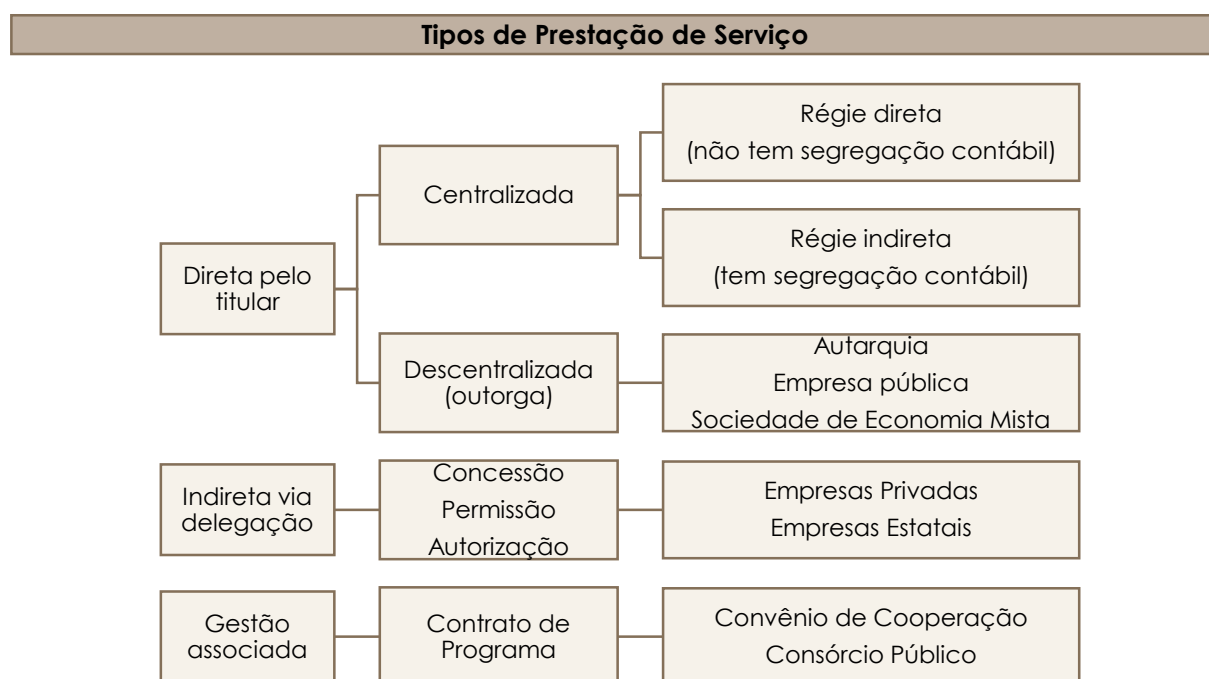 Tipos de Prestação de Serviço
Direta pelo
titular
Centralizada
Régie direta
(não tem segregação contábil)
Régie indireta
(tem segregação contábil)
Descentralizada
(outorga)
Autarquia
Empresa pública
Sociedade de Economia Mista
Indireta via
delegação
Concessão
Permissão
Autorização
Empresas Privadas
Empresas Estatais
Gestão
associada
Contrato de
Programa
Convênio de Cooperação
Consórcio Público